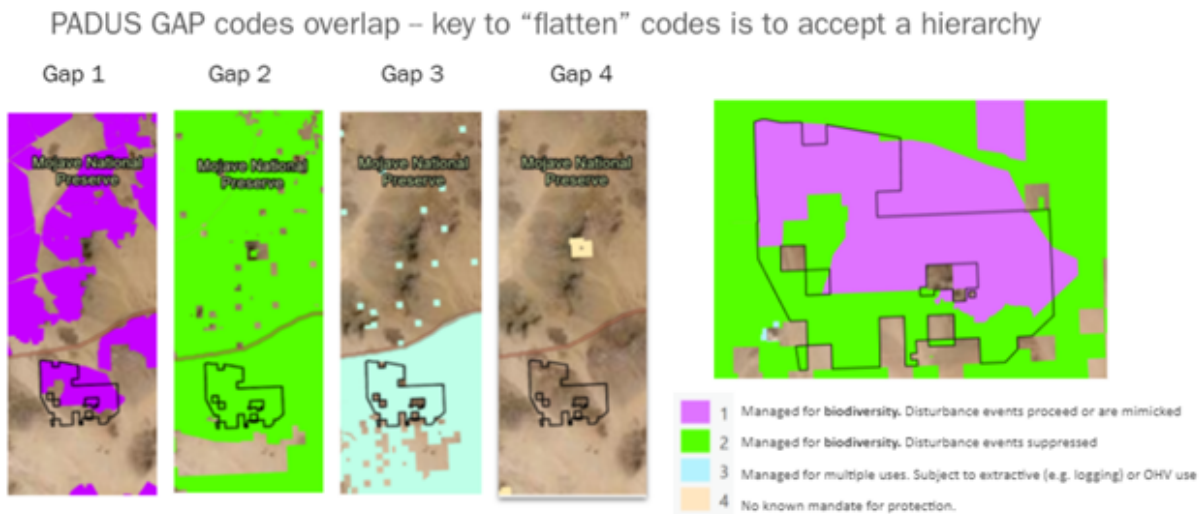 PADUS GAP codes overlap – key to “flatten” codes is to accept a hierarchy
Gap 1
Gap 2
Gap 3
Gap 4
Mojave National
Preserve
Mojave National
Preserve
Mojave National
Preserve
Mojave National
Preserve
1 Managed for biodiversity. Disturbance events proceed or are mimicked
2 Managed for biodiversity. Disturbance events suppressed
3 Managed for multiple uses. Subject to extractive (e.g. logging) or OHV use
4 No known mandate for protection.